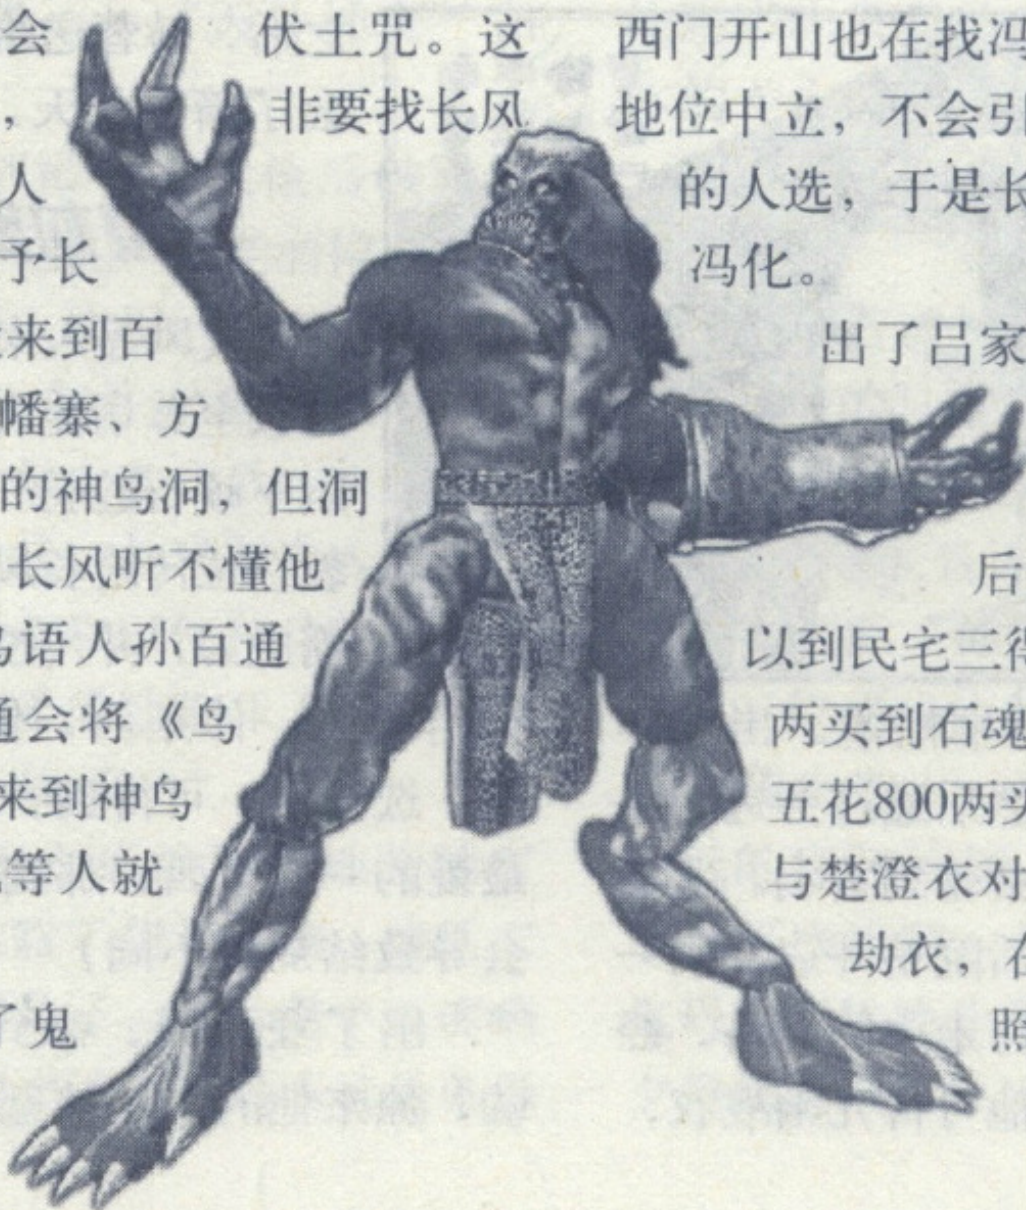 会
伏土咒。这
，
非要找长风
人
予长
来到百
幡寨、方
的神鸟洞，但洞
长风听不懂他
语人孙百通
通会将《鸟
来到神鸟
等人就
了鬼
西门开山也在找冯
地位中立，不会引
的人选，于是长
冯化。
出了吕家
后
以到民宅三得
两买到石魂
五花800两买
与楚澄衣对
劫衣，在
照